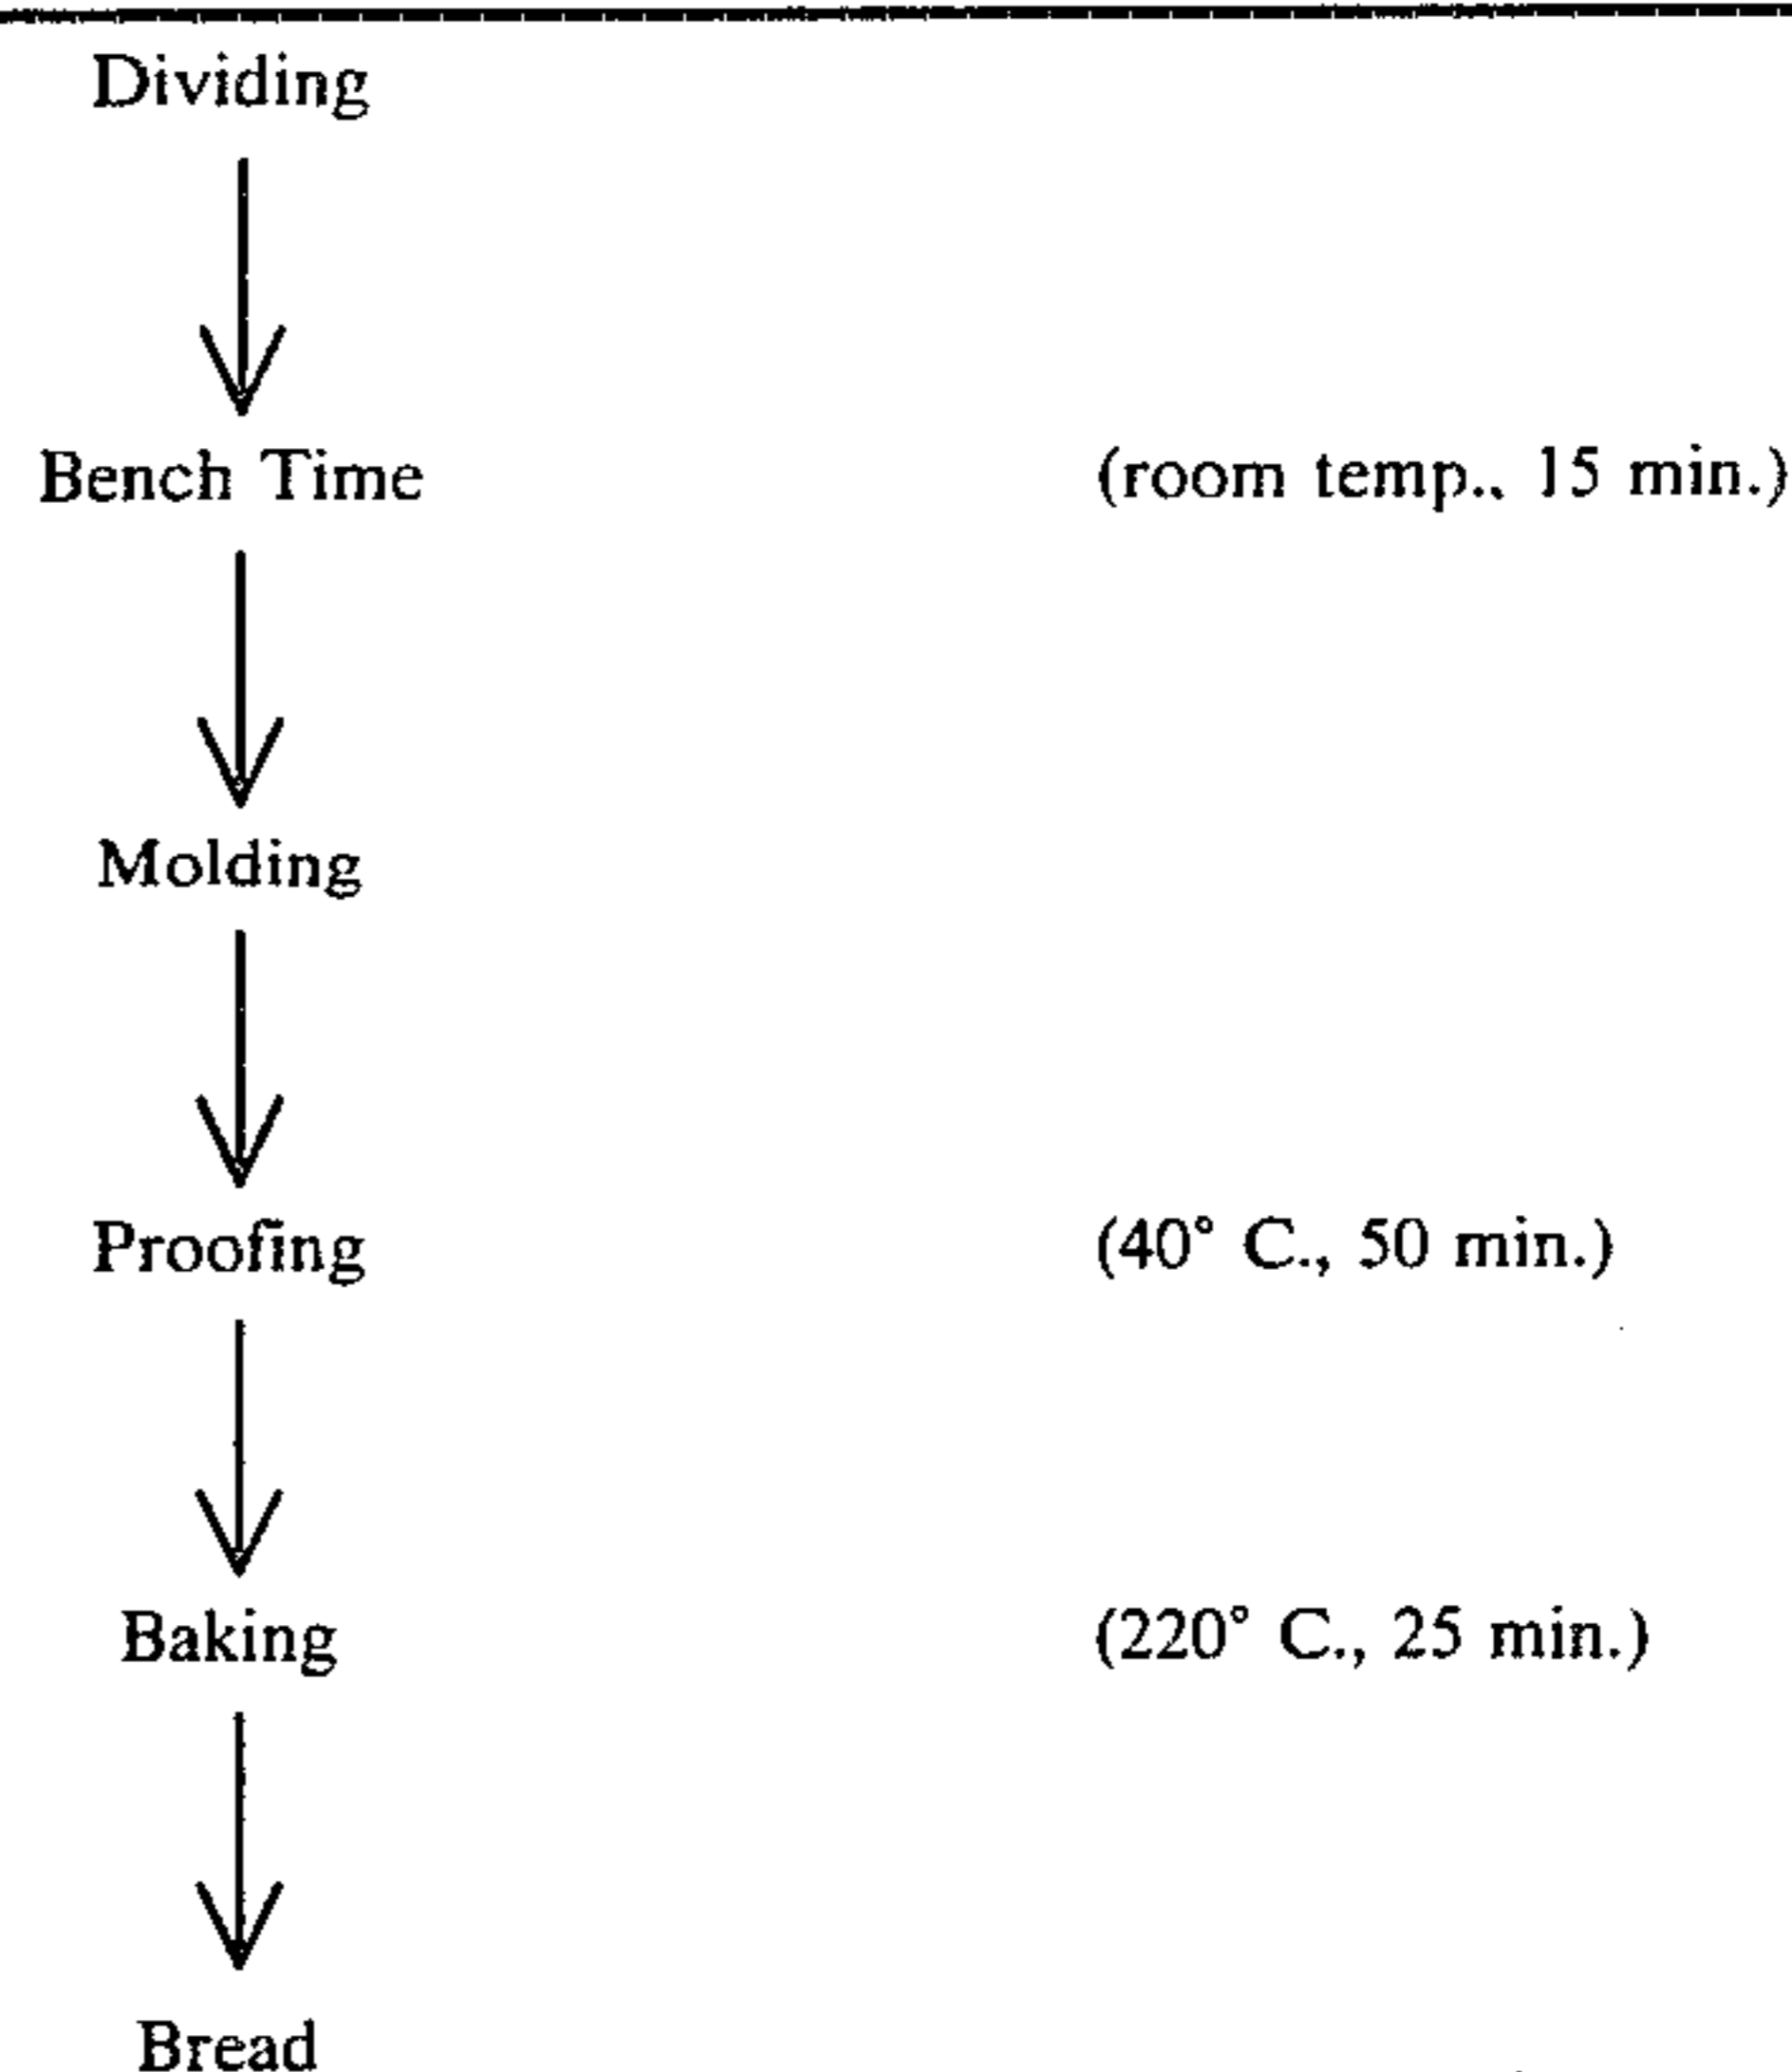 Dividing
Bench Time (room temp., 15 min.)
Molding
Proofing (40° C., 50 min.)
Baking (220° C., 25 min.)
Bread